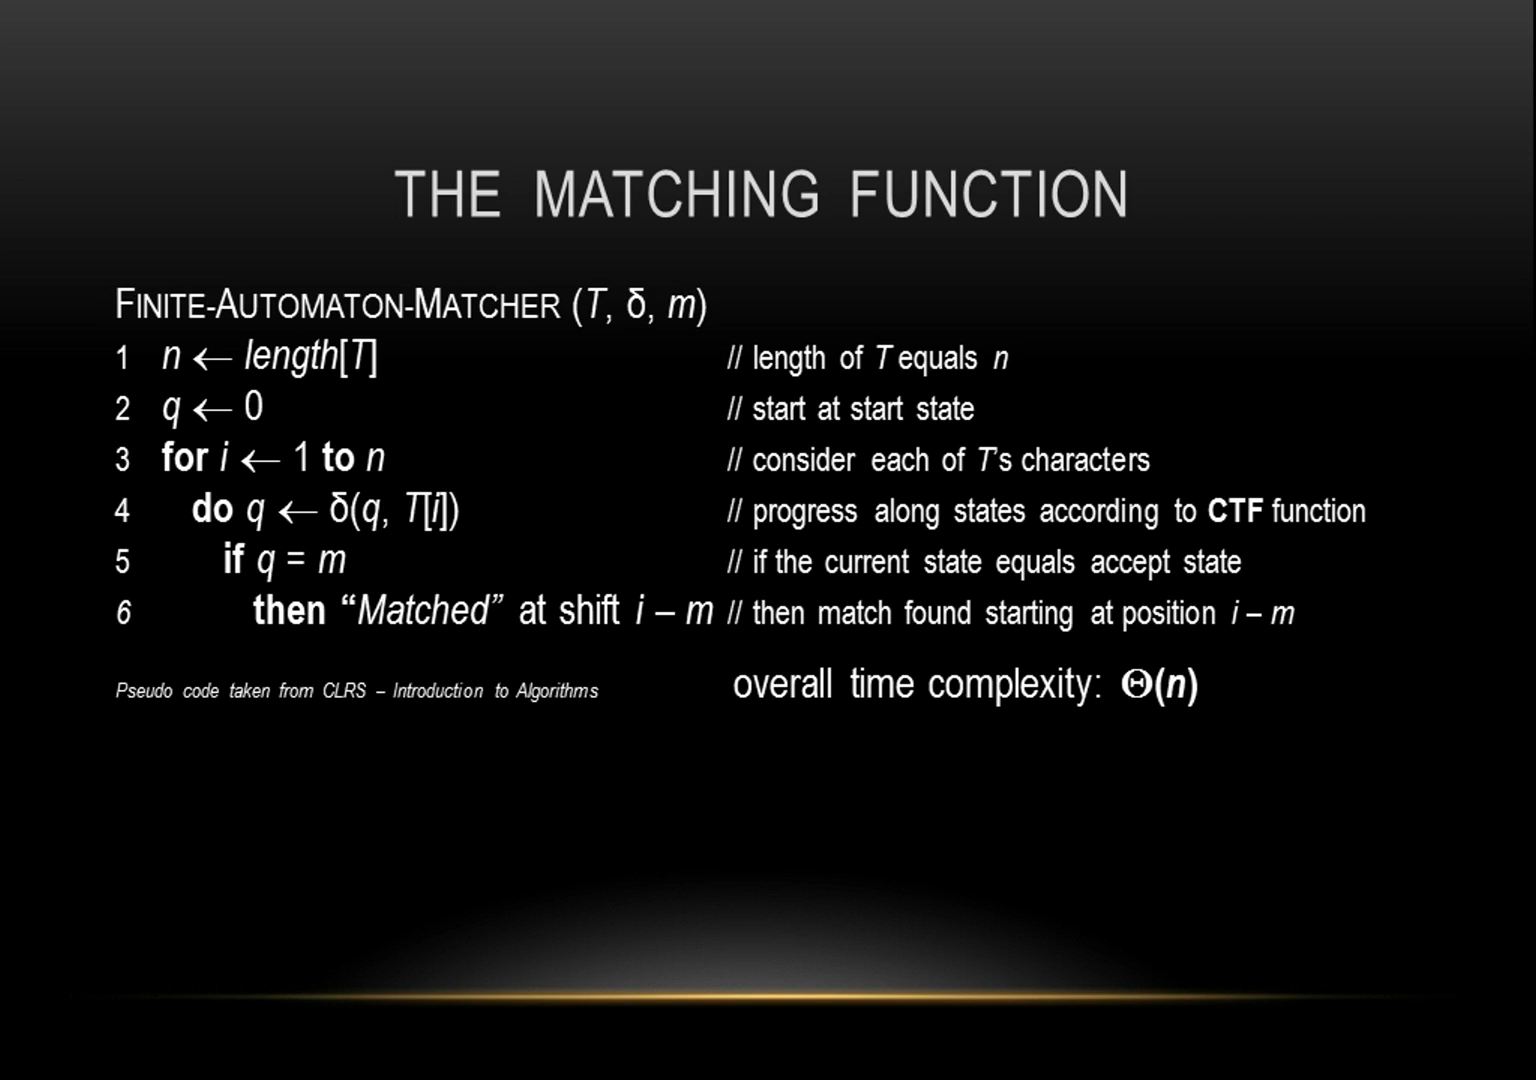 THE MATCHING FUNCTION
FINITE-AUTOMATON-MATCHER (T, δ, m)
1 n ← length[T] // length of T equals n
2 q ← 0 // start at start state
3 for i ← 1 to n // consider each of T's characters
4 do q ← δ(q, T[i]) // progress along states according to CTF function
5 if q = m // if the current state equals accept state
6 then “Matched” at shift i – m // then match found starting at position i – m
Pseudo code taken from CLRS – Introduction to Algorithms
overall time complexity: Θ(n)